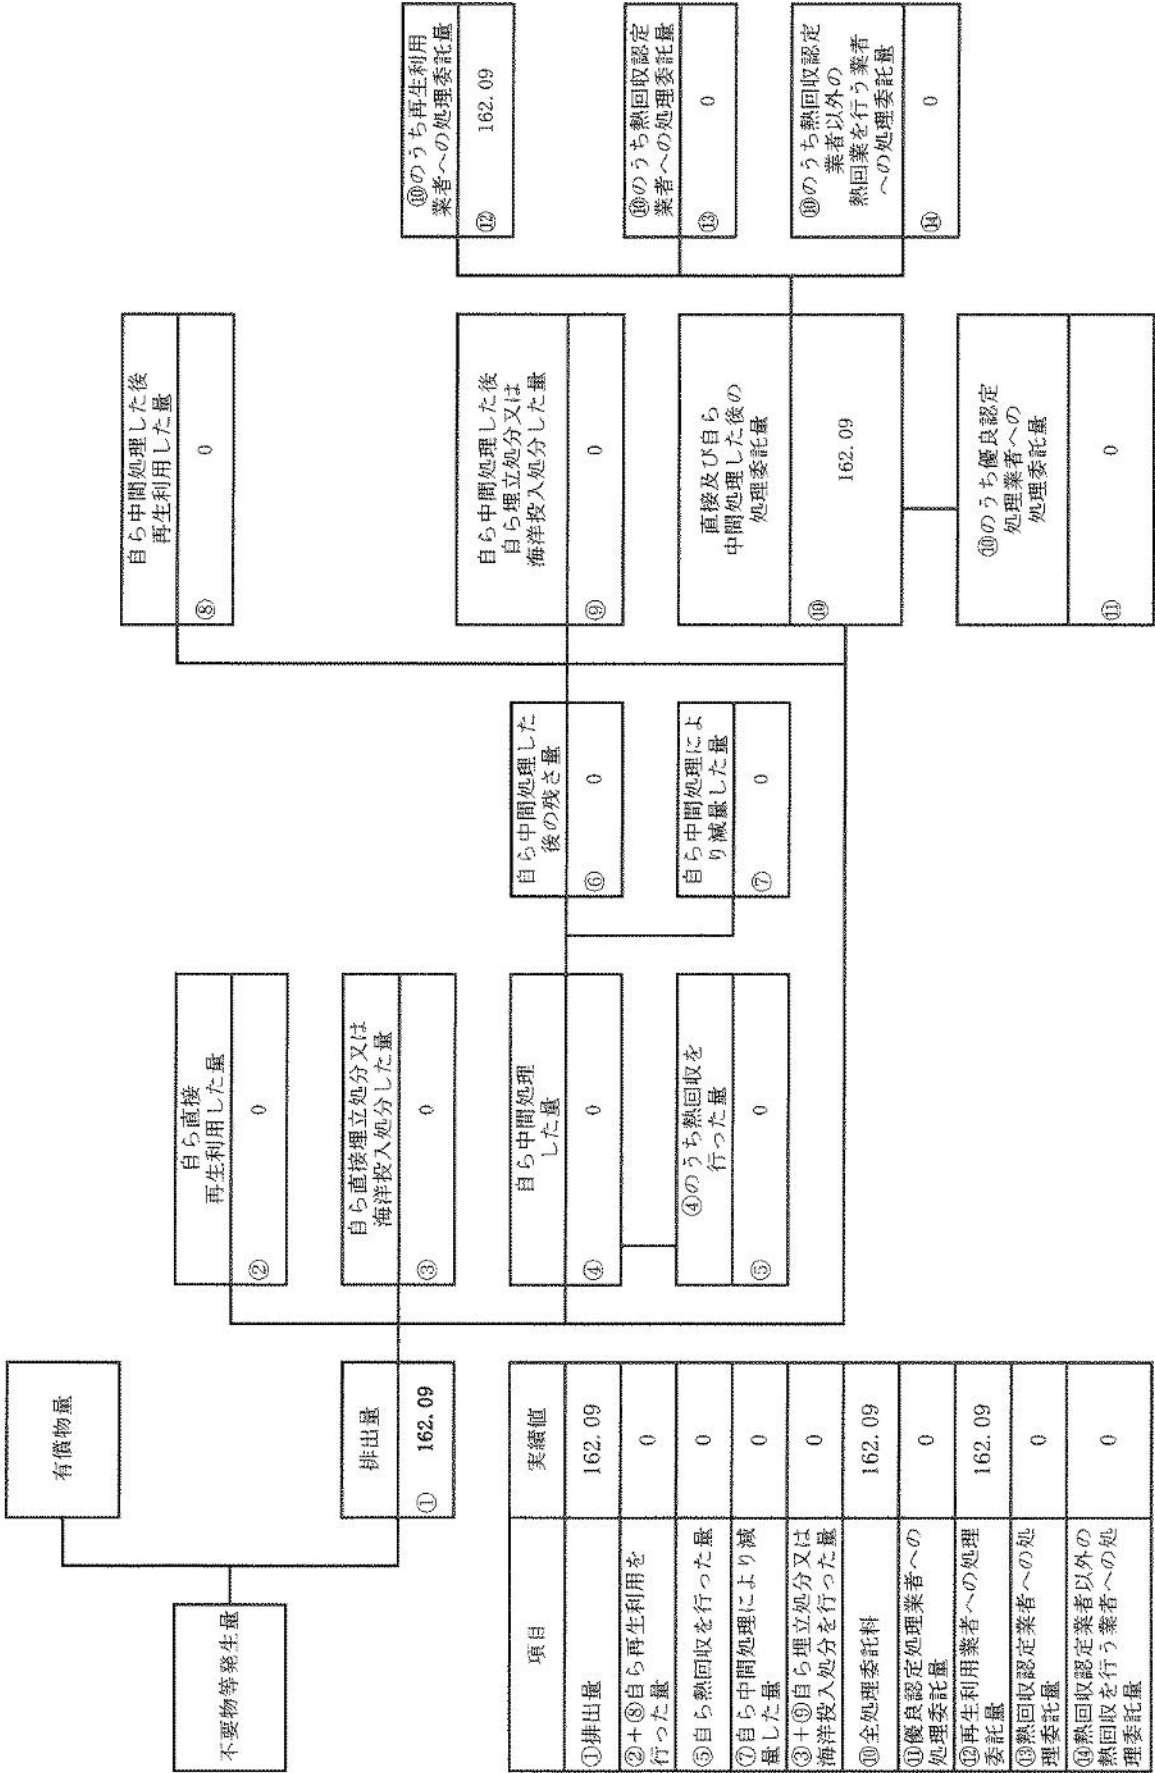 不要物等発生量
有償物量
排出量
① 162.09
自ら直接
再生利用した量
② 0
自ら直接埋立処分又は
海洋投入処分した量
③ 0
自ら中間処理
した量
④ 0
④のうち熱回収を
行った量
⑤ 0
自ら中間処理した
後の残さ量
⑥ 0
自ら中間処理によ
り減量した量
⑦ 0
自ら中間処理した後
再生利用した量
⑧ 0
自ら中間処理した後
自ら埋立処分又は
海洋投入処分した量
⑨ 0
直接及び自ら
中間処理した後の
処理委託量
⑩ 162.09
⑩のうち優良認定
処理業者への
処理委託量
⑪ 0
⑩のうち再生利用
業者への処理委託量
⑫ 162.09
⑩のうち熱回収認定
業者への処理委託量
⑬ 0
⑩のうち熱回収認定
業者以外の
熱回業を行う業者
への処理委託量
⑭ 0
項目 実績値
①排出量 162.09
②+⑧自ら再生利用を
行った量 0
⑤自ら熱回収を行った量 0
⑦自ら中間処理により減
量した量 0
③+⑨自ら埋立処分又は
海洋投入処分を行った量 0
⑩全処理委託料 162.09
⑪優良認定処理業者への
処理委託量 0
⑫再生利用業者への処理
委託量 162.09
⑬熱回収認定業者への処
理委託量 0
⑭熱回収認定業者以外の
熱回収を行う業者への処
理委託量 0